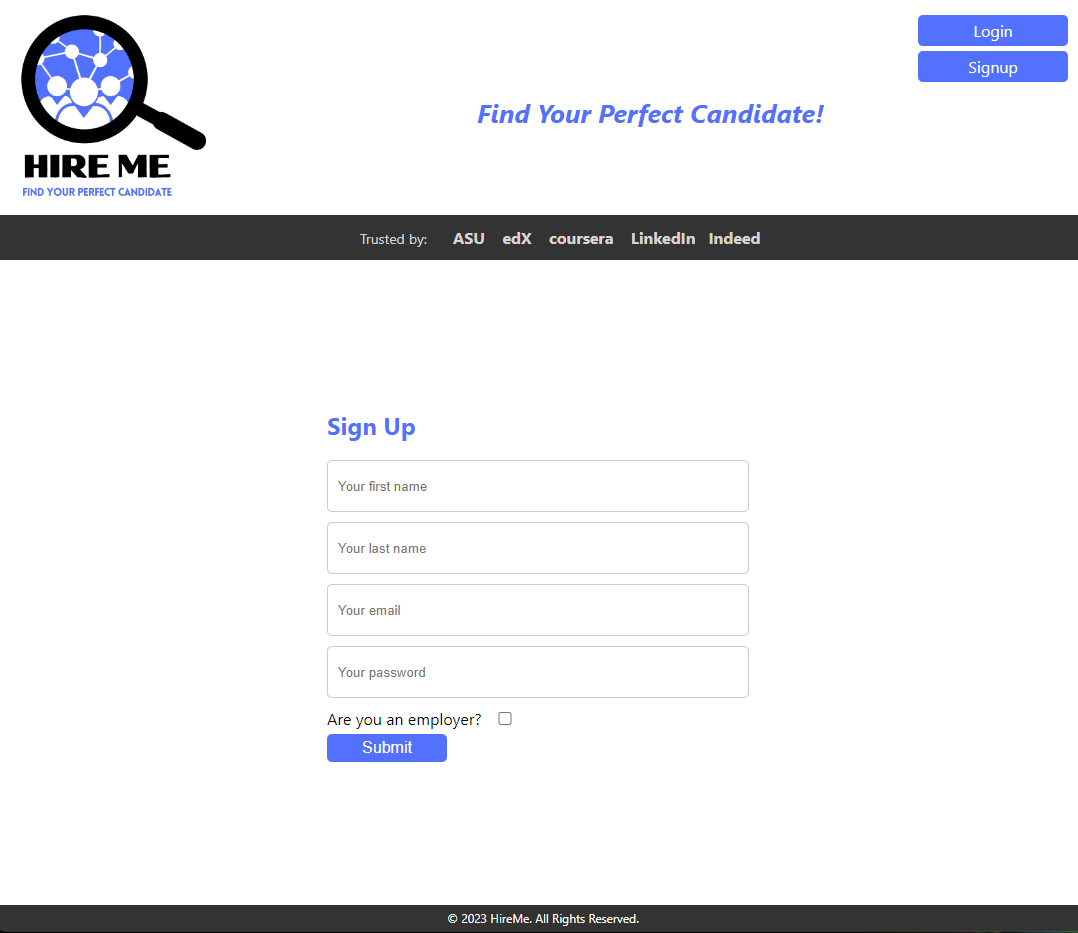 HIRE ME
FIND YOUR PERFECT CANDIDATE
Find Your Perfect Candidate!
Login
Signup
Trusted by: ASU edX coursera LinkedIn Indeed
Sign Up
Your first name
Your last name
Your email
Your password
Are you an employer?
Submit
© 2023 HireMe. All Rights Reserved.